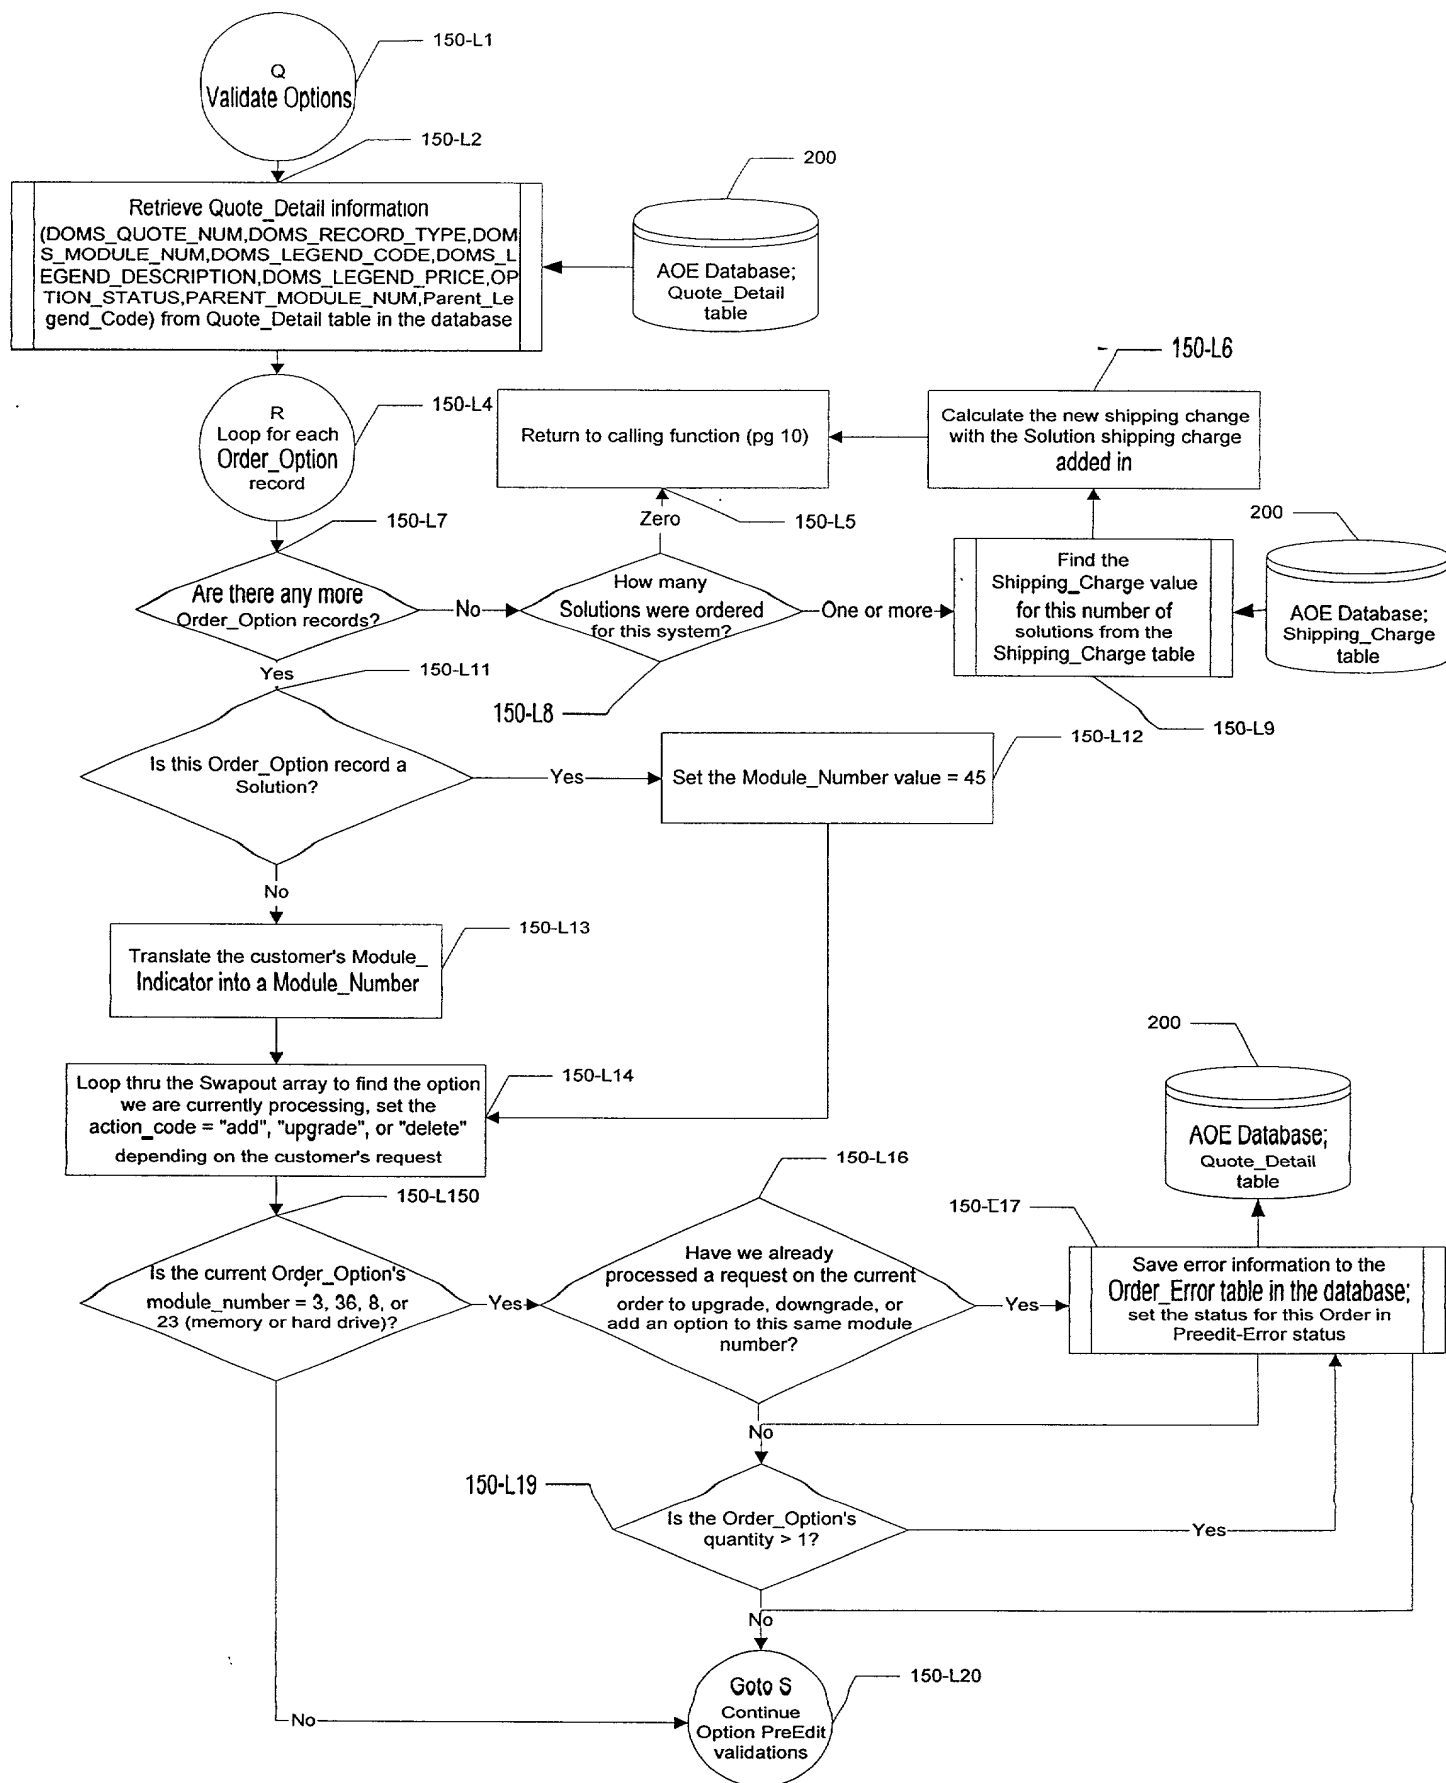 150-L1
Q
Validate Options
150-L2
200
Retrieve Quote_Detail information
(DOMS_QUOTE_NUM,DOMS_RECORD_TYPE,DOM
S_MODULE_NUM,DOMS_LEGEND_CODE,DOMS_L
EGEND_DESCRIPTION,DOMS_LEGEND_PRICE,OP
TION_STATUS,PARENT_MODULE_NUM,Parent_Le
gend_Code) from Quote_Detail table in the database
AOE Database;
Quote_Detail
table
150-L4
R
Loop for each
Order_Option
record
150-L6
Return to calling function (pg 10)
Calculate the new shipping change
with the Solution shipping charge
added in
150-L7
Zero
150-L5
200
Are there any more
Order_Option records?
No
How many
Solutions were ordered
for this system?
One or more
Find the
Shipping_Charge value
for this number of
solutions from the
Shipping_Charge table
AOE Database;
Shipping_Charge
table
Yes
150-L11
150-L8
150-L9
150-L12
Is this Order_Option record a
Solution?
Yes
Set the Module_Number value = 45
No
150-L13
Translate the customer's Module_
Indicator into a Module_Number
150-L14
Loop thru the Swapout array to find the option
we are currently processing, set the
action_code = "add", "upgrade", or "delete"
depending on the customer's request
200
AOE Database;
Quote_Detail
table
150-L150
150-L16
150-L17
Is the current Order_Option's
module_number = 3, 36, 8, or
23 (memory or hard drive)?
Yes
Have we already
processed a request on the current
order to upgrade, downgrade, or
add an option to this same module
number?
Yes
Save error information to the
Order_Error table in the database;
set the status for this Order in
Preedit-Error status
No
150-L19
Is the Order_Option's
quantity > 1?
Yes
No
150-L20
No
Goto S
Continue
Option PreEdit
validations